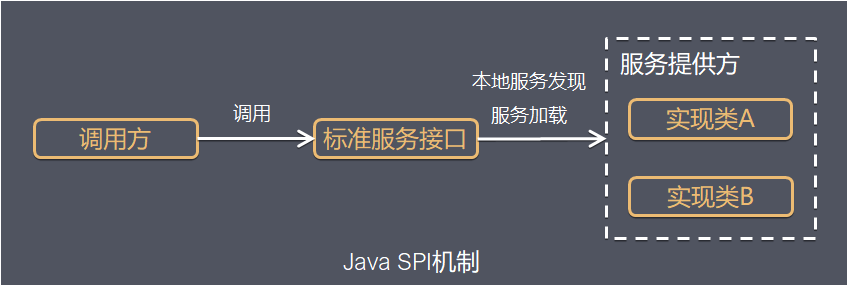 调用方
调用
标准服务接口
本地服务发现
服务加载
服务提供方
实现类A
实现类B
Java SPI机制